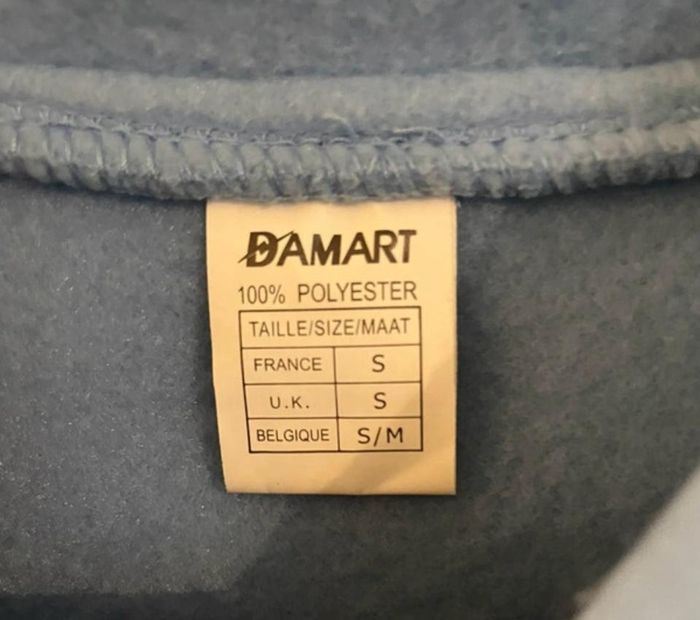 DAMART
100% POLYESTER
TAILLE/SIZE/MAAT
FRANCE S
U.K. S
BELGIQUE S/M